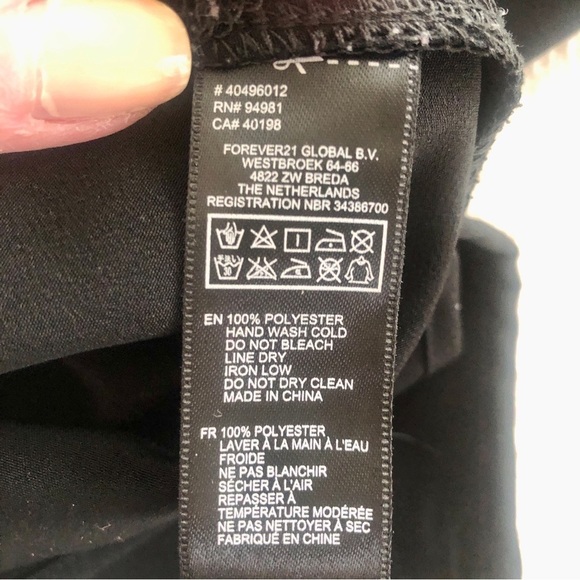 # 40496012
RN# 94981
CA# 40198
FOREVER21 GLOBAL B.V.
WESTBROEK 64-66
4822 ZW BREDA
THE NETHERLANDS
REGISTRATION NBR 34386700
30
EN 100% POLYESTER
HAND WASH COLD
DO NOT BLEACH
LINE DRY
IRON LOW
DO NOT DRY CLEAN
MADE IN CHINA
FR 100% POLYESTER
LAVER À LA MAIN À L'EAU
FROIDE
NE PAS BLANCHIR
SÉCHER À L'AIR
REPASSER À
TEMPÉRATURE MODÉRÉE
NE PAS NETTOYER À SEC
FABRIQUÉ EN CHINE